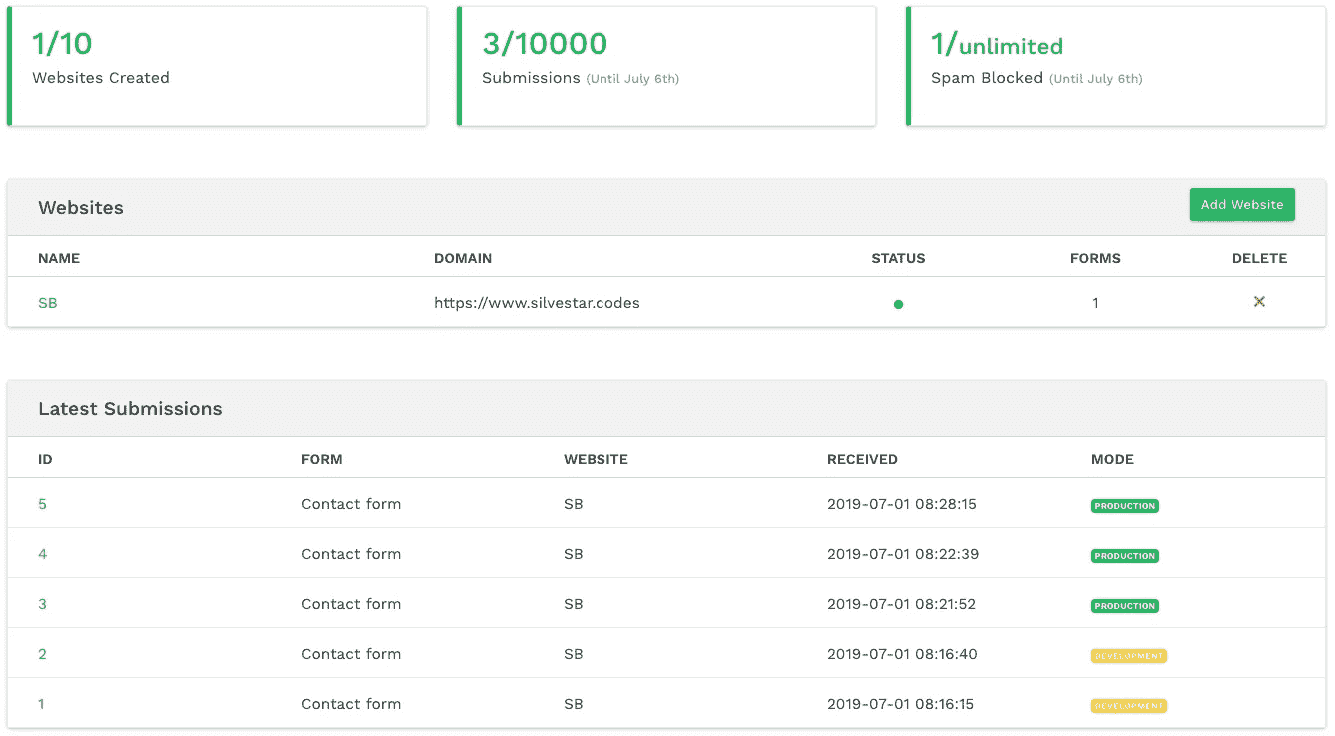 1/10
Websites Created
3/10000
Submissions (Until July 6th)
1/unlimited
Spam Blocked (Until July 6th)
Websites
Add Website
NAME DOMAIN STATUS FORMS DELETE
SB https://www.silvestar.codes 1
Latest Submissions
ID FORM WEBSITE RECEIVED MODE
5 Contact form SB 2019-07-01 08:28:15 PRODUCTION
4 Contact form SB 2019-07-01 08:22:39 PRODUCTION
3 Contact form SB 2019-07-01 08:21:52 PRODUCTION
2 Contact form SB 2019-07-01 08:16:40 DEVELOPMENT
1 Contact form SB 2019-07-01 08:16:15 DEVELOPMENT